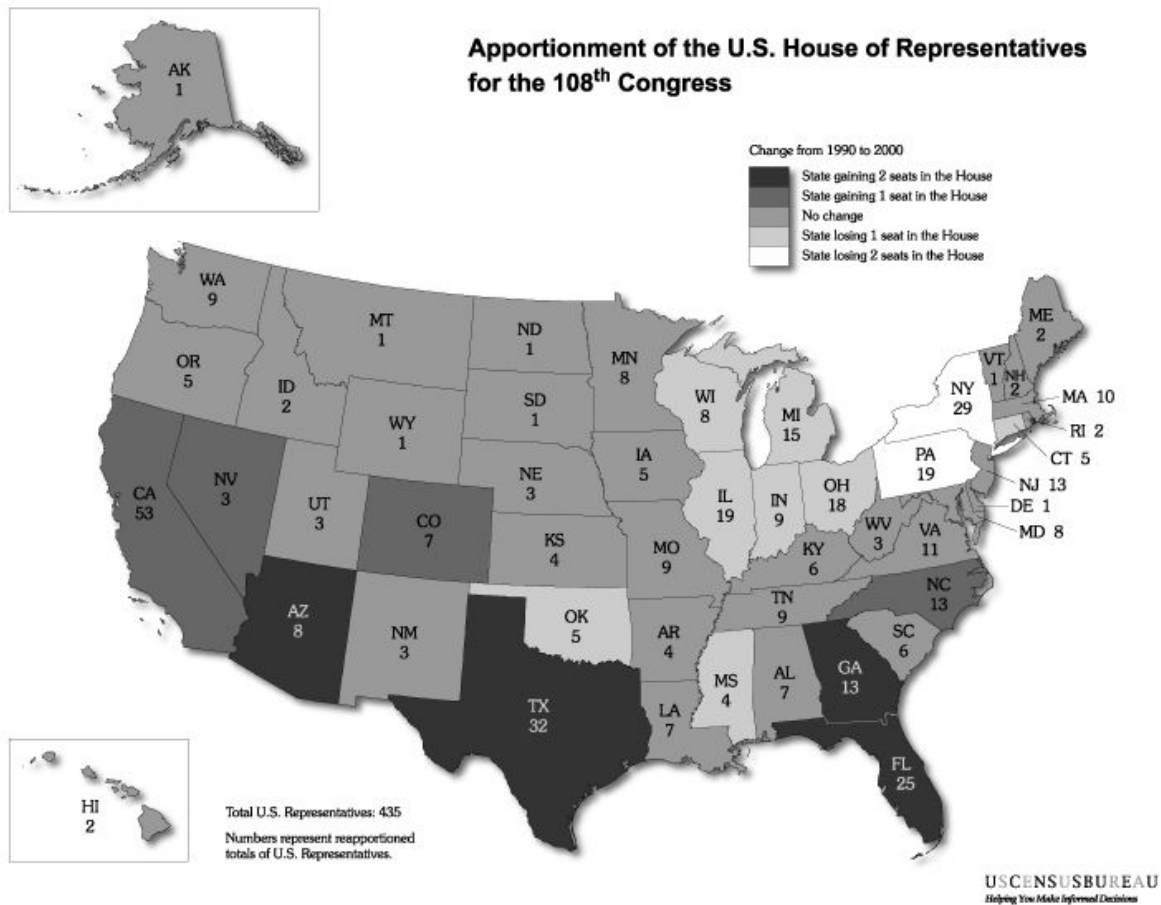 Apportionment of the U.S. House of Representatives
for the 108th Congress
Change from 1990 to 2000
State gaining 2 seats in the House
State gaining 1 seat in the House
No change
State losing 1 seat in the House
State losing 2 seats in the House
AK
1
WA
9
OR
5
ID
2
MT
1
WY
1
ND
1
SD
1
NE
3
KS
4
MN
8
IA
5
MO
9
WI
8
MI
15
IL
19
IN
9
OH
18
KY
6
TN
9
WV
3
VA
11
NC
13
SC
6
GA
13
FL
25
AL
7
MS
4
LA
7
AR
4
OK
5
TX
32
NM
3
AZ
8
CO
7
UT
3
NV
3
CA
53
PA
19
NY
29
VT
1
NH
2
ME
2
MA 10
RI 2
CT 5
NJ 13
DE 1
MD 8
HI
2
Total U.S. Representatives: 435
Numbers represent reapportioned
totals of U.S. Representatives.
USCENSUSBUREAU
Helping You Make Informed Decisions